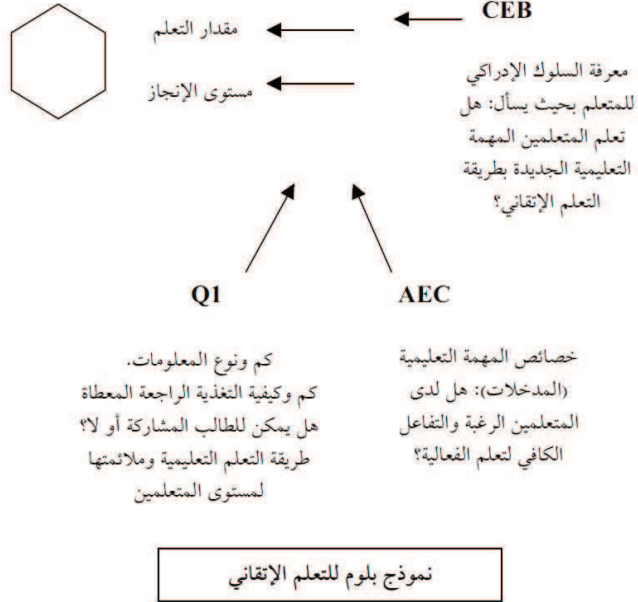 CEB
مقدار التعلم
مستوى الإنجاز
معرفة السلوك الإدراكي
للمتعلم بحيث يسأل: هل
تعلم المتعلمين المهمة
التعليمية الجديدة بطريقة
التعلم الإتقاني؟
AEC
Q1
خصائص المهمة التعليمية
(المدخلات): هل لدى
المتعلمين الرغبة والتفاعل
الكافي لتعلم الفعالية؟
كم ونوع المعلومات.
كم وكيفية التغذية الراجعة المعطاة
هل يمكن للطالب المشاركة أو لا؟
طريقة التعلم التعليمية وملائمتها
لمستوى المتعلمين
نموذج بلوم للتعلم الإتقاني